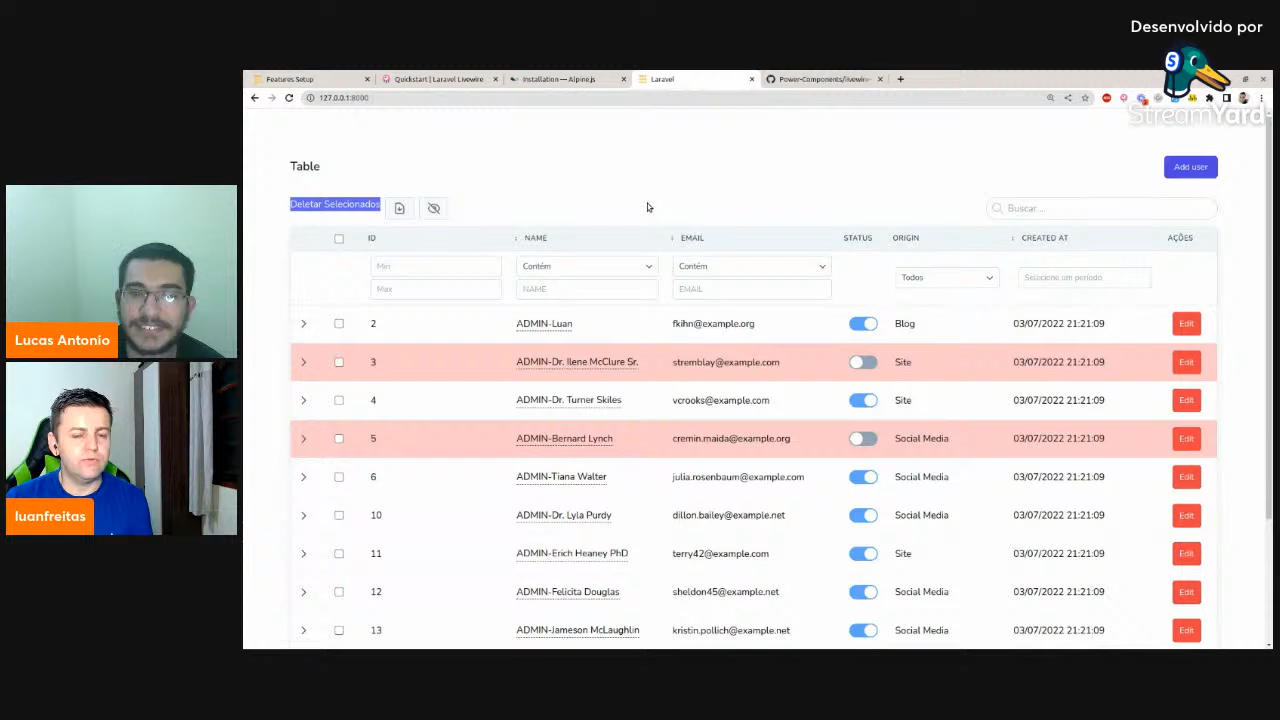 Desenvolvido por
S
StreamYard
Features Setup
Quickstart | Laravel Livewire
Installation — Alpine.js
Laravel
Power-Components/livewire-
127.0.0.1:8000
Table
Add user
Deletar Selecionados
Buscar ...
ID NAME EMAIL STATUS ORIGIN CREATED AT AÇÕES
Min Contém Contém Todos Selecione um período
Max NAME EMAIL
2 ADMIN-Luan fkihn@example.org Blog 03/07/2022 21:21:09 Edit
3 ADMIN-Dr. Ilene McClure Sr. stremblay@example.com Site 03/07/2022 21:21:09 Edit
4 ADMIN-Dr. Turner Skiles vcrooks@example.com Site 03/07/2022 21:21:09 Edit
5 ADMIN-Bernard Lynch cremin.maida@example.org Social Media 03/07/2022 21:21:09 Edit
6 ADMIN-Tiana Walter julia.rosenbaum@example.com Social Media 03/07/2022 21:21:09 Edit
10 ADMIN-Dr. Lyla Purdy dillon.bailey@example.net Social Media 03/07/2022 21:21:09 Edit
11 ADMIN-Erich Heaney PhD terry42@example.com Site 03/07/2022 21:21:09 Edit
12 ADMIN-Felicita Douglas sheldon45@example.net Social Media 03/07/2022 21:21:09 Edit
13 ADMIN-Jameson McLaughlin kristin.pollich@example.net Social Media 03/07/2022 21:21:09 Edit
Lucas Antonio
luanfreitas